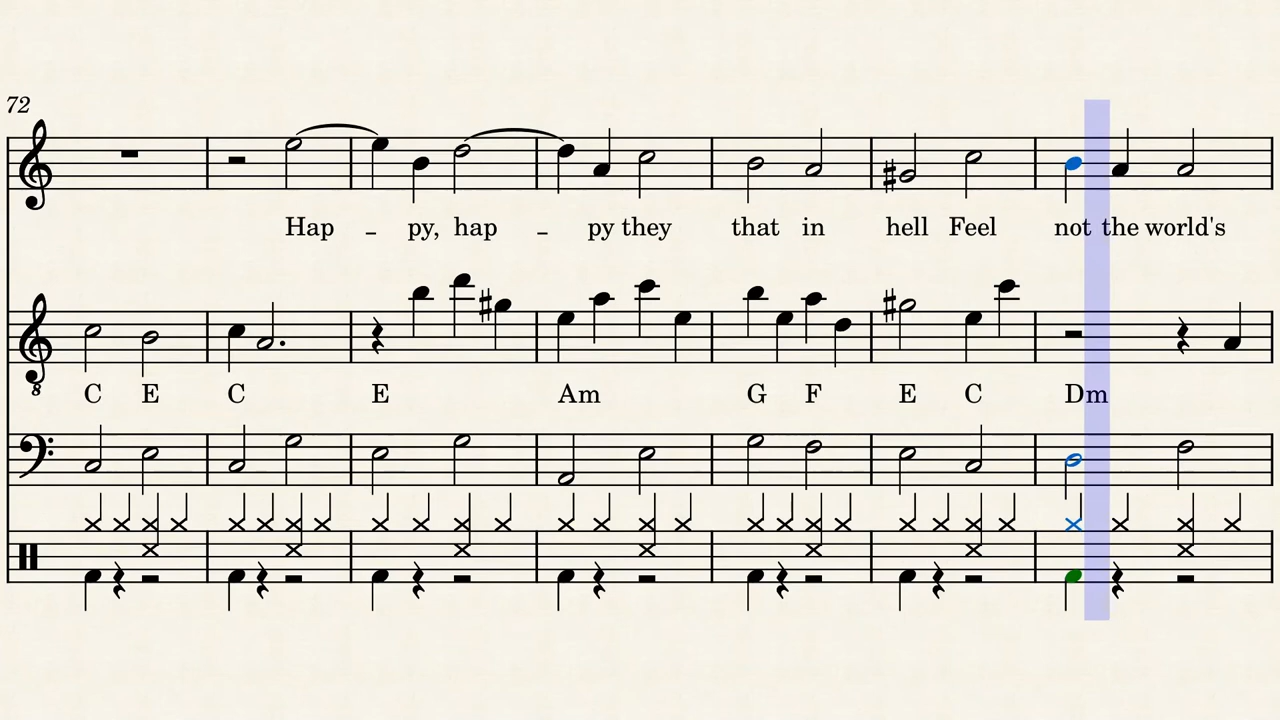 72
Hap - py, hap - py they that in hell Feel not the world's
8
C E C E Am G F E C Dm